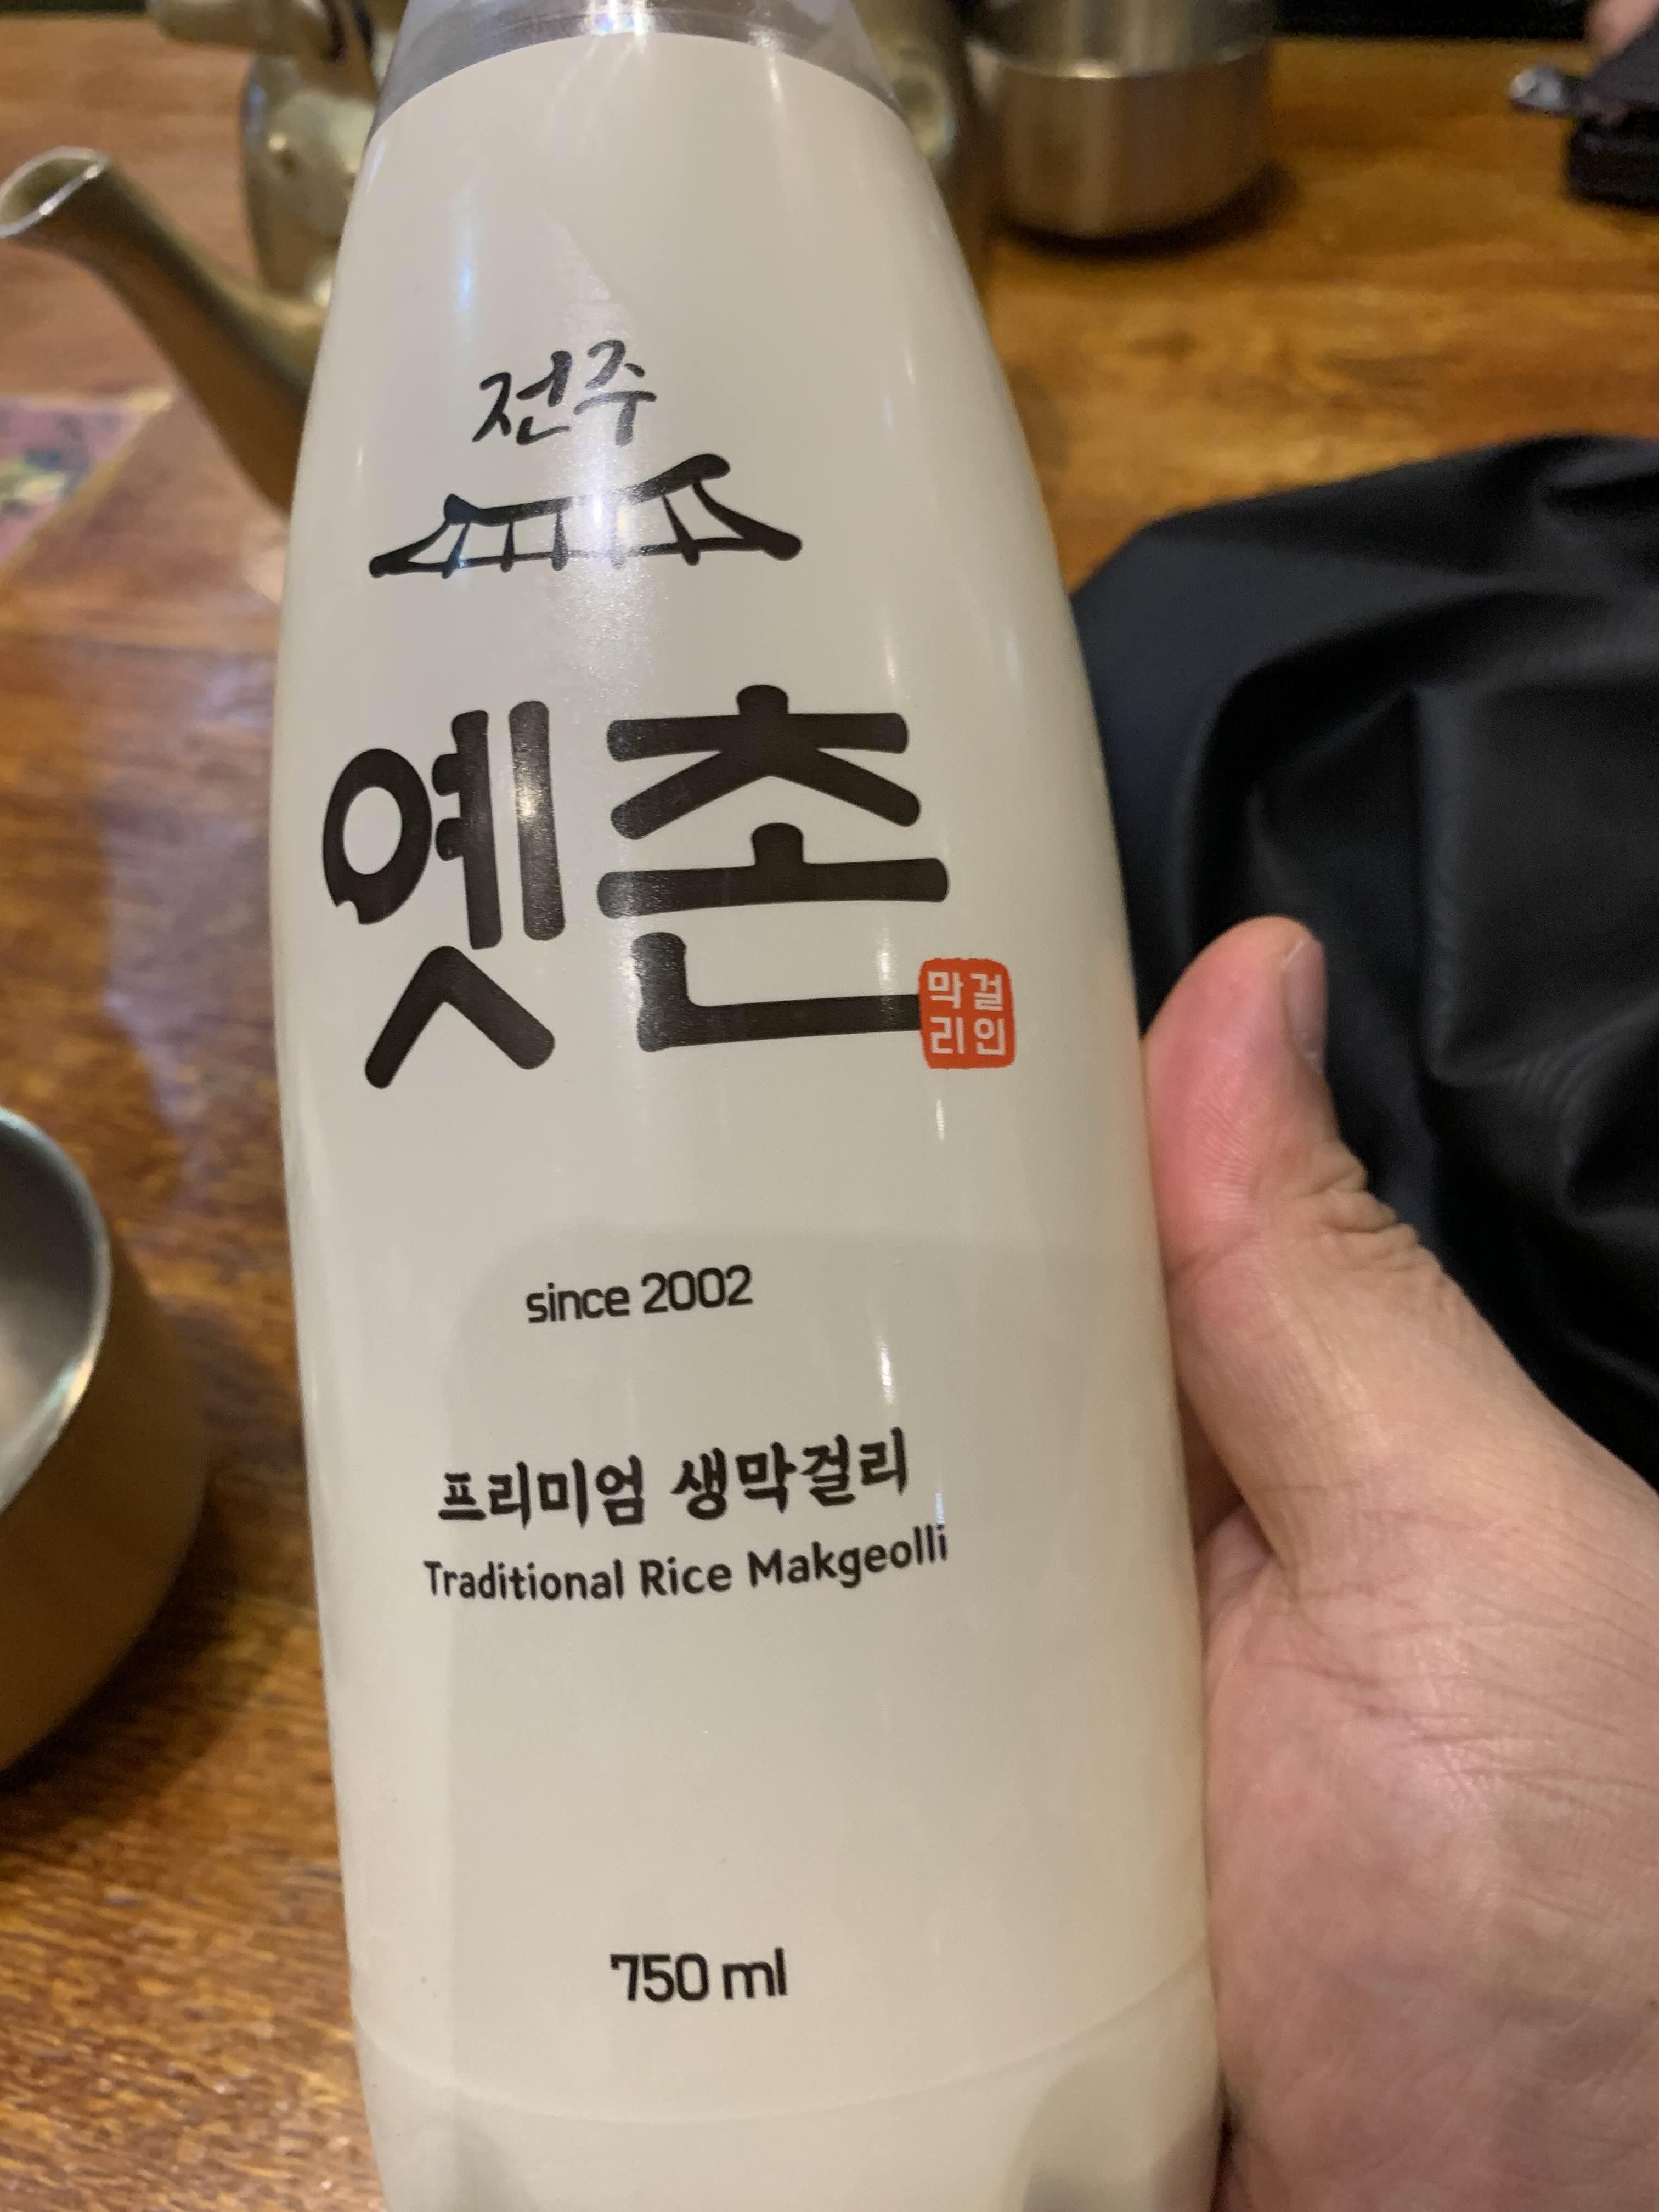 전주
옛촌
막걸
리인
since 2002
프리미엄 생막걸리
Traditional Rice Makgeolli
750 ml